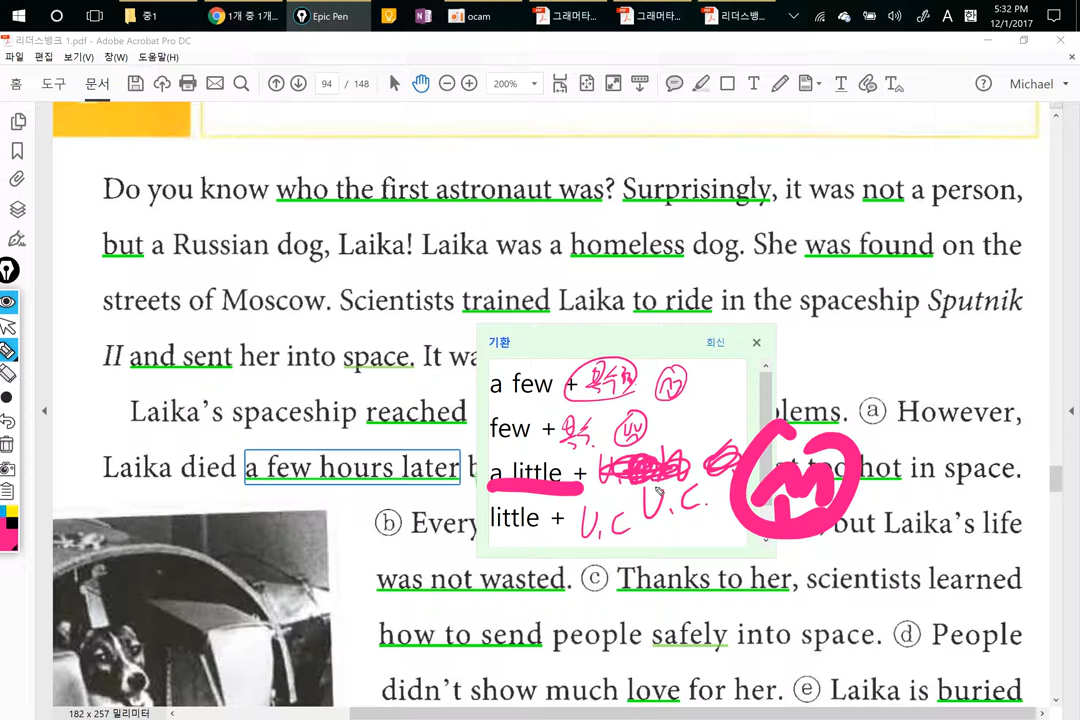 중1
1개 중 1개...
Epic Pen
ocam
그래머타...
그래머타...
리더스뱅...
A
한
5:32 PM
12/1/2017
리더스뱅크 1.pdf - Adobe Acrobat Pro DC
파일 편집 보기(V) 창(W) 도움말(H)
홈 도구 문서
94 / 148
200%
Michael
Do you know who the first astronaut was? Surprisingly, it was not a person,
but a Russian dog, Laika! Laika was a homeless dog. She was found on the
streets of Moscow. Scientists trained Laika to ride in the spaceship Sputnik
II and sent her into space. It wa
기환 회신
a few + 복수명
few + 복수
a little +
U, C.
little + U, C
Laika's spaceship reached
blems. ⓐ However,
Laika died a few hours later b
too hot in space.
ⓑ Every
but Laika's life
was not wasted. ⓒ Thanks to her, scientists learned
how to send people safely into space. ⓓ People
didn't show much love for her. ⓔ Laika is buried
182 x 257 밀리미터